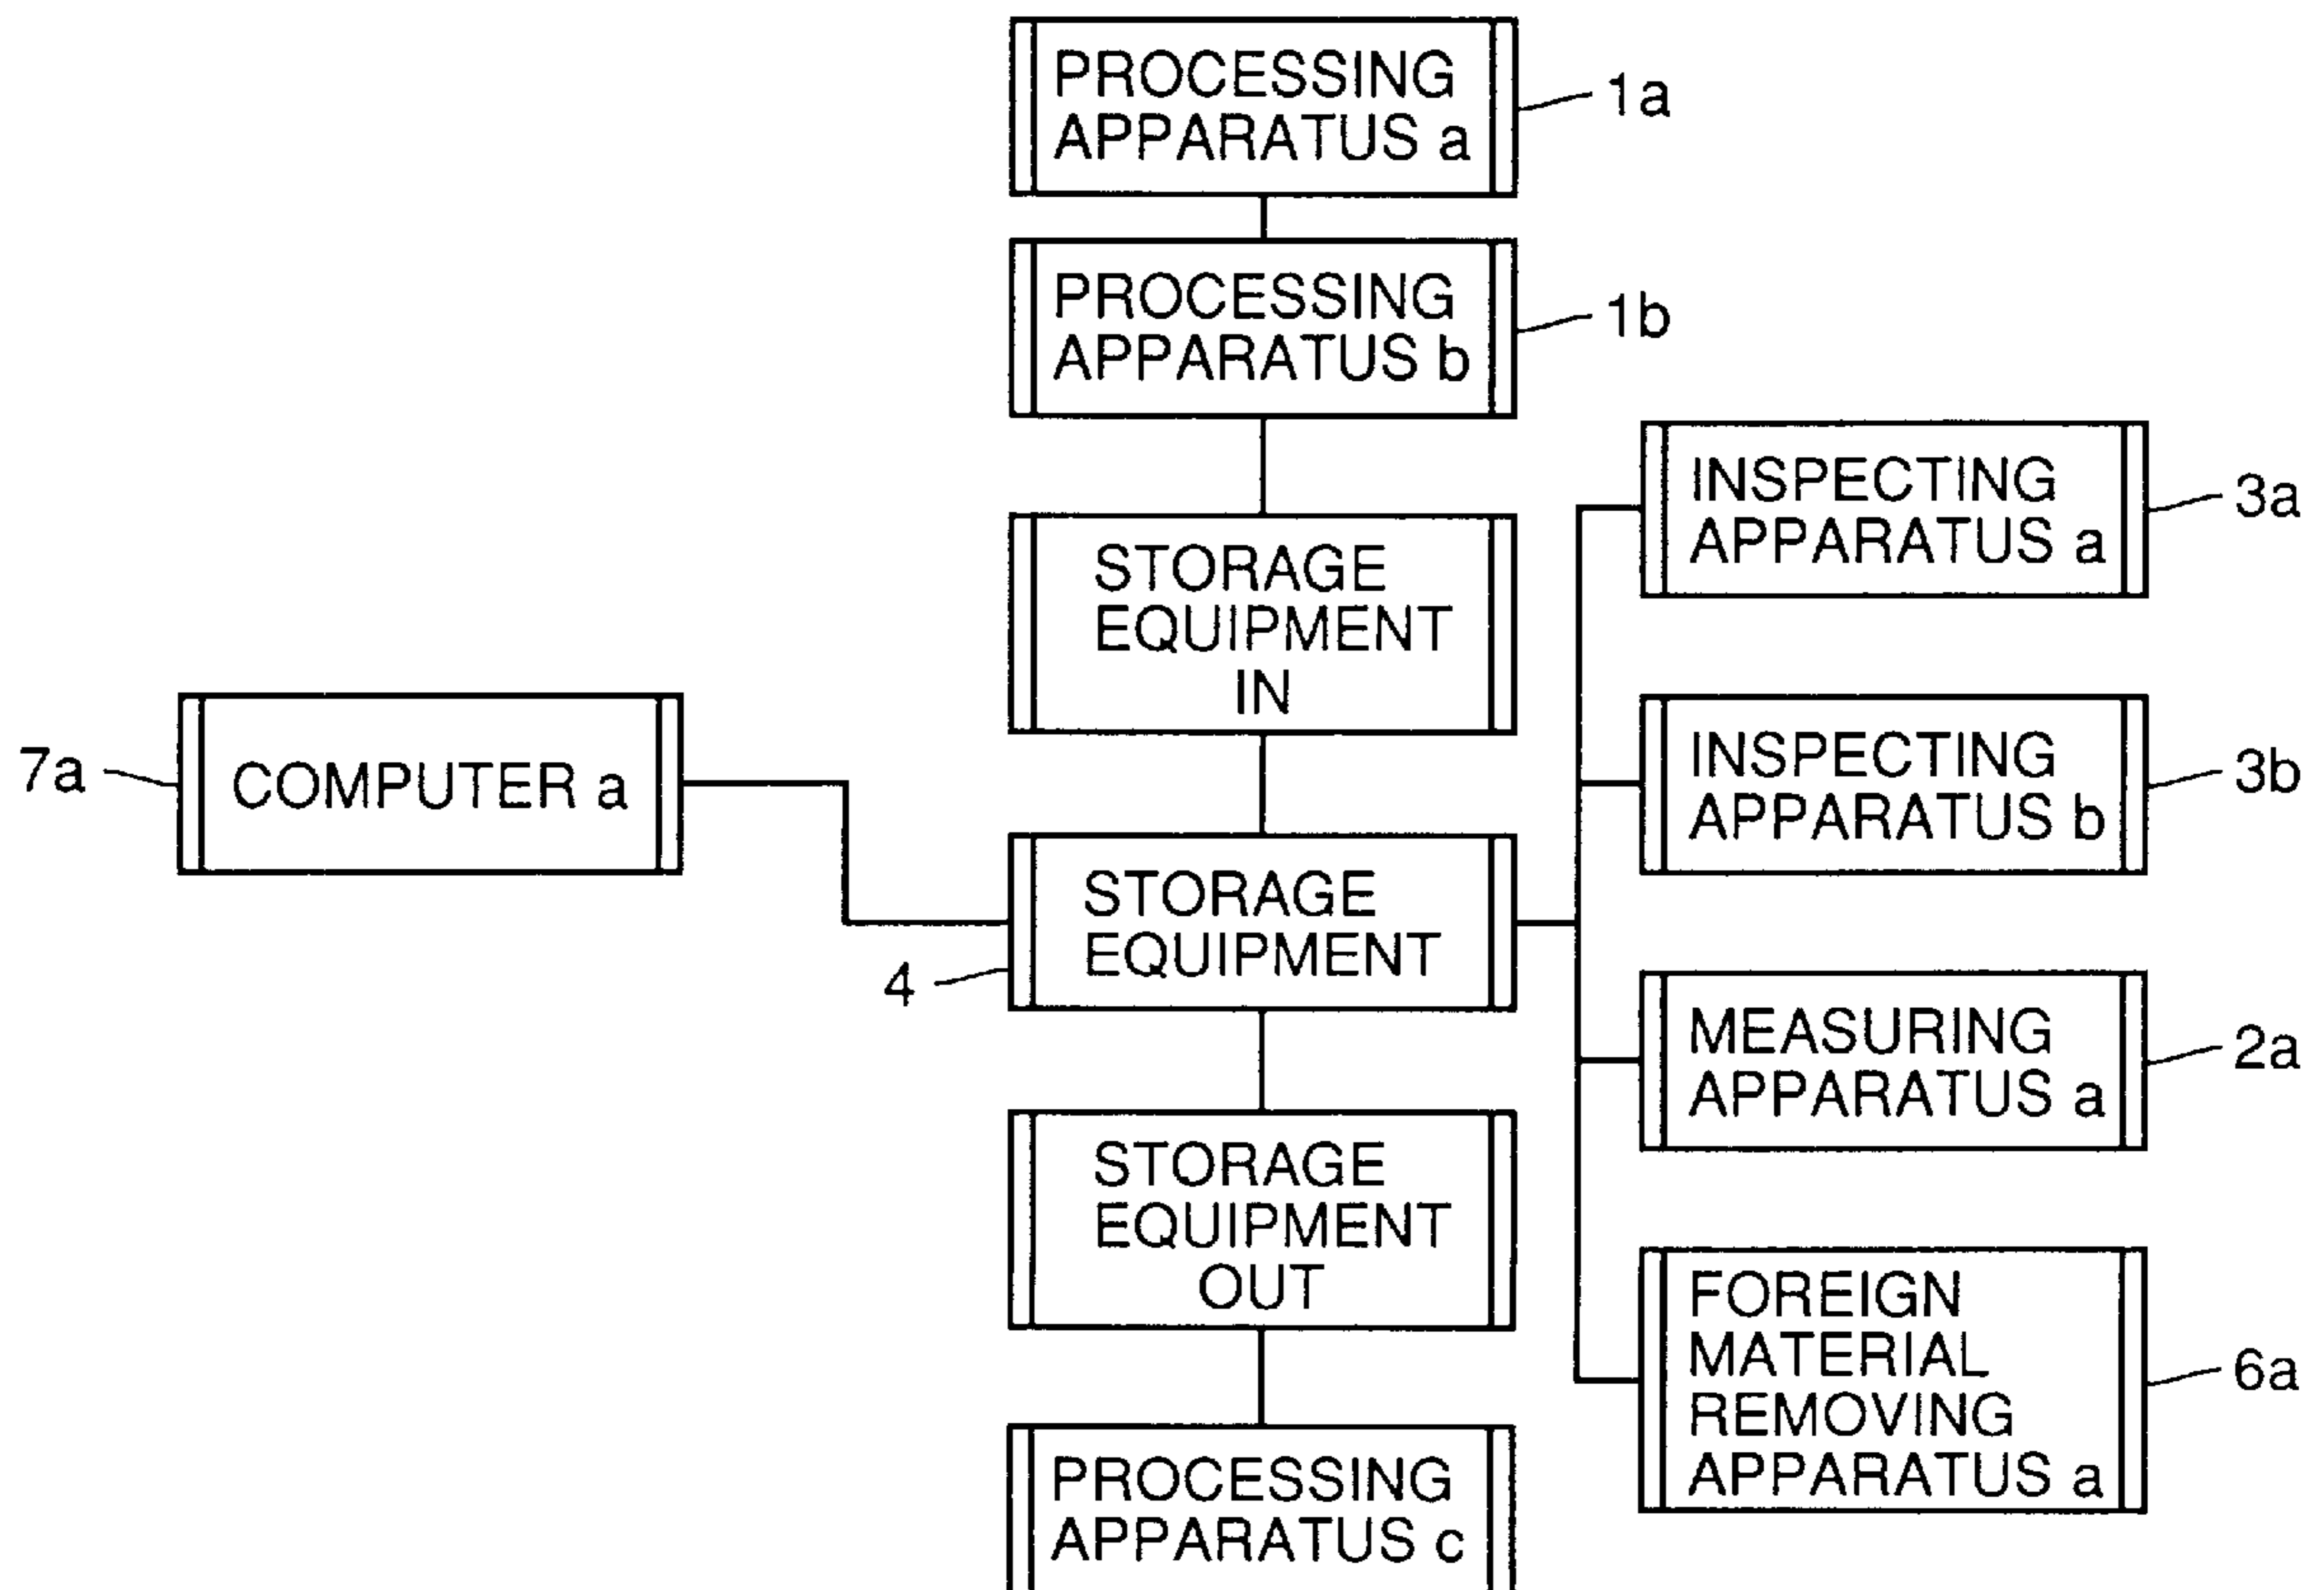 PROCESSING
APPARATUS a
1a
PROCESSING
APPARATUS b
1b
STORAGE
EQUIPMENT
IN
INSPECTING
APPARATUS a
3a
7a
COMPUTER a
INSPECTING
APPARATUS b
3b
STORAGE
EQUIPMENT
4
MEASURING
APPARATUS a
2a
STORAGE
EQUIPMENT
OUT
FOREIGN
MATERIAL
REMOVING
APPARATUS a
6a
PROCESSING
APPARATUS c